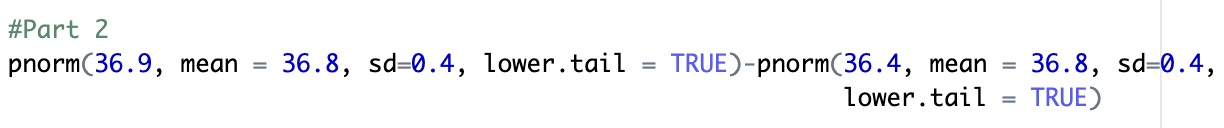 #Part 2
pnorm(36.9, mean = 36.8, sd=0.4, lower.tail = TRUE)-pnorm(36.4, mean = 36.8, sd=0.4,
lower.tail = TRUE)